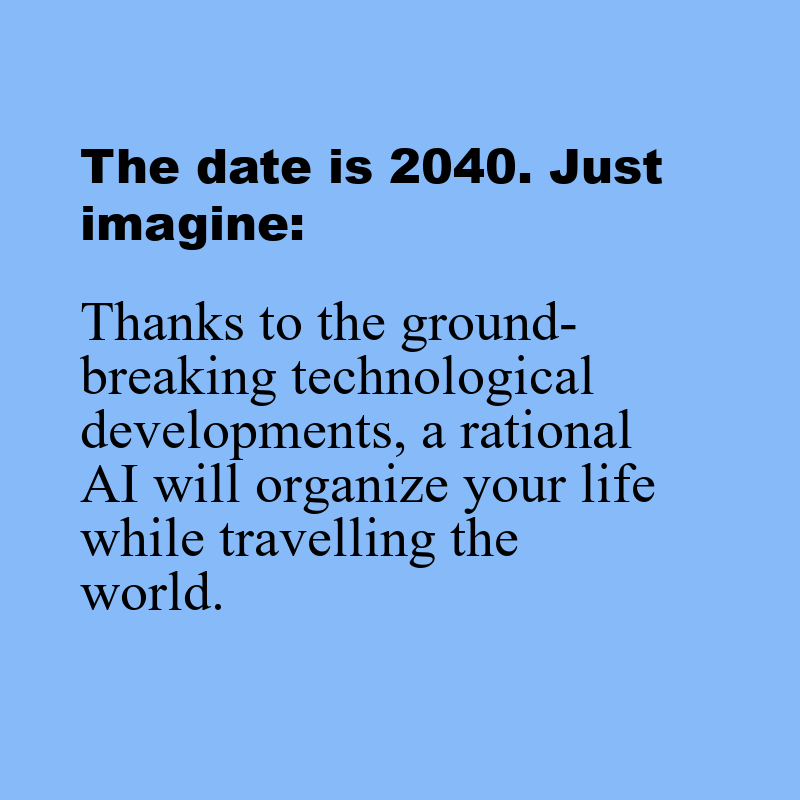 The date is 2040. Just
imagine:
Thanks to the ground-
breaking technological
developments, a rational
AI will organize your life
while travelling the
world.